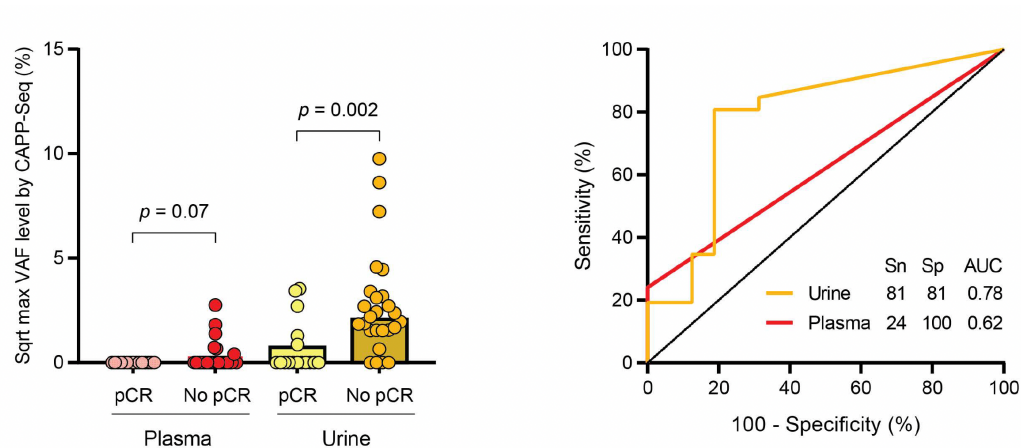 Sqrt max VAF level by CAPP-Seq (%)
15
10
5
0
p = 0.07
p = 0.002
pCR
No pCR
pCR
No pCR
Plasma
Urine
Sensitivity (%)
100
80
60
40
20
0
Sn Sp AUC
Urine 81 81 0.78
Plasma 24 100 0.62
0 20 40 60 80 100
100 - Specificity (%)